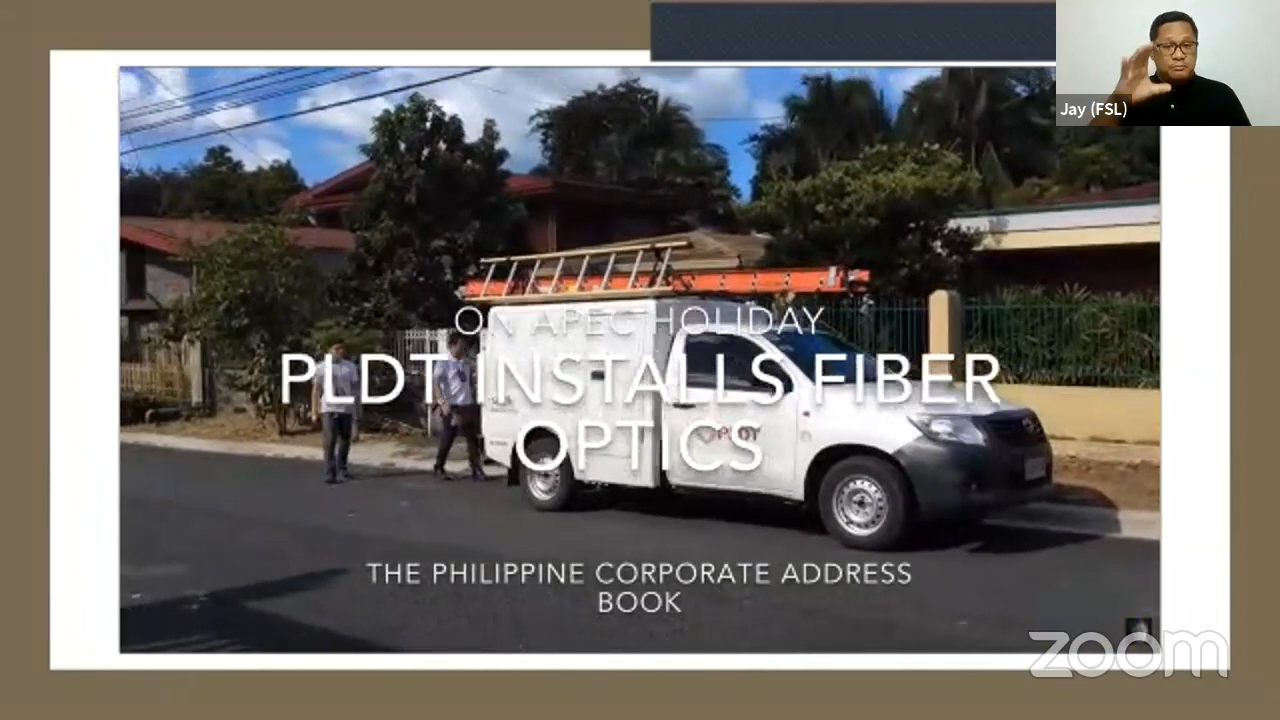 Jay (FSL)
ON APEC HOLIDAY
PLDT INSTALLS FIBER
OPTICS
PLDT
THE PHILIPPINE CORPORATE ADDRESS
BOOK
zoom